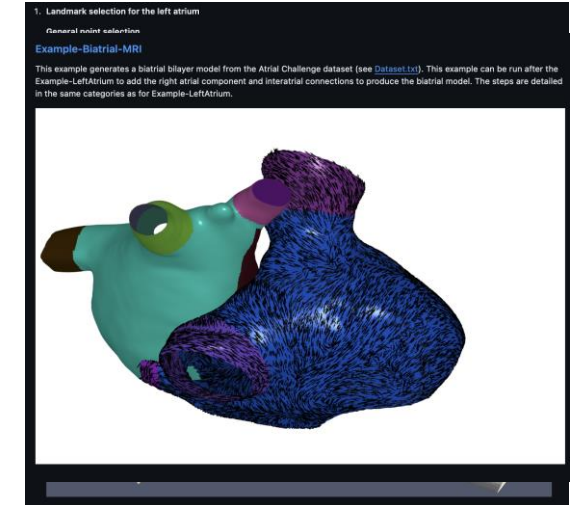 1. Landmark selection for the left atrium
General point selection
Example-Biatrial-MRI
This example generates a biatrial bilayer model from the Atrial Challenge dataset (see Dataset.txt). This example can be run after the
Example-LeftAtrium to add the right atrial component and interatrial connections to produce the biatrial model. The steps are detailed
in the same categories as for Example-LeftAtrium.